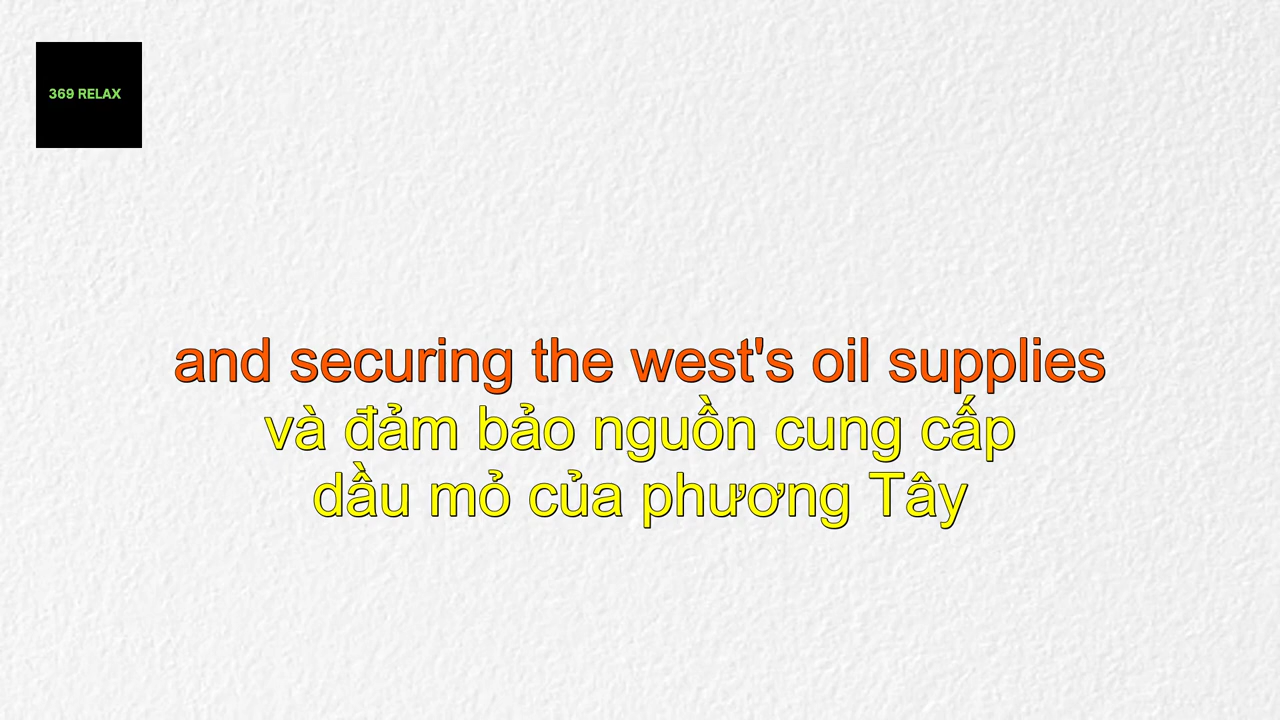 369 RELAX
and securing the west's oil supplies
và đảm bảo nguồn cung cấp
dầu mỏ của phương Tây